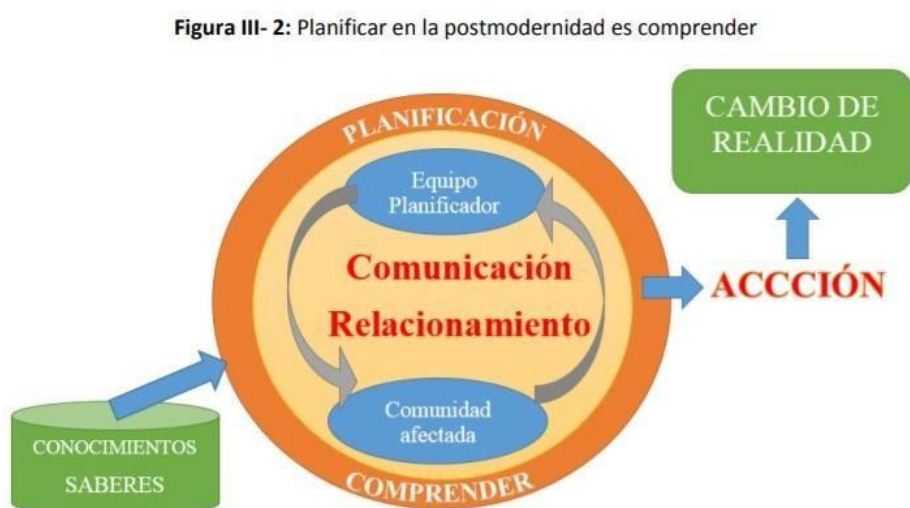 Figura III- 2: Planificar en la postmodernidad es comprender
CAMBIO DE
REALIDAD
PLANIFICACIÓN
Equipo
Planificador
Comunicación
Relacionamiento
ACCCIÓN
Comunidad
afectada
CONOCIMIENTOS
SABERES
COMPRENDER